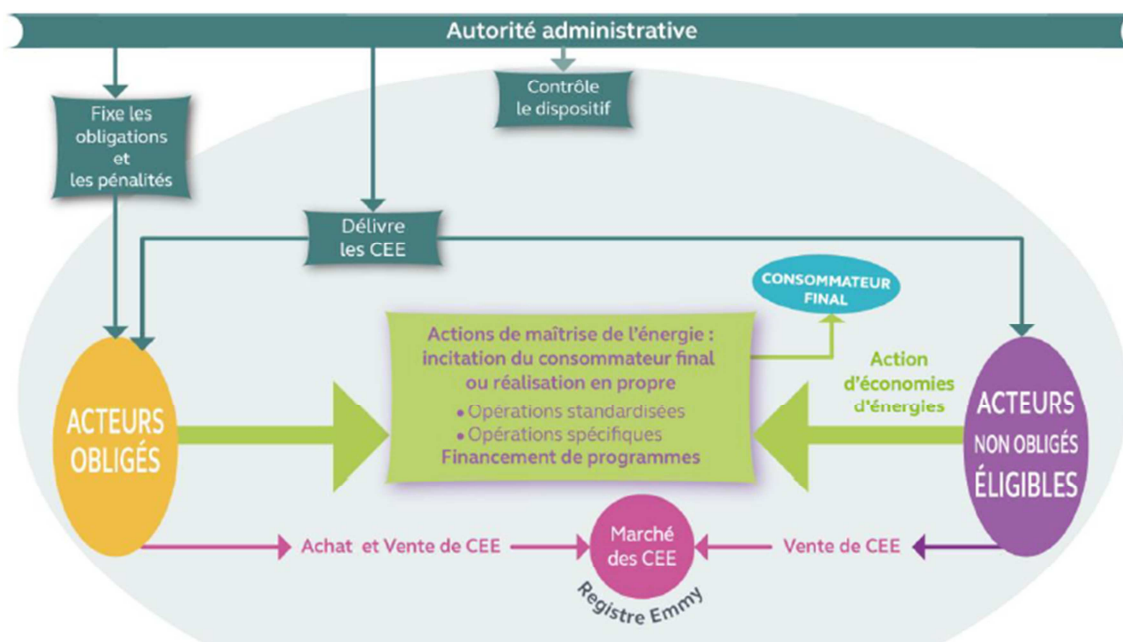 Autorité administrative
Contrôle
le dispositif
Fixe les
obligations
et
les pénalités
Délivre
les CEE
CONSOMMATEUR
FINAL
Actions de maîtrise de l'énergie :
incitation du consommateur final
ou réalisation en propre
• Opérations standardisées
• Opérations spécifiques
Financement de programmes
Action
d'économies
d'énergies
ACTEURS
OBLIGÉS
ACTEURS
NON OBLIGÉS
ÉLIGIBLES
Achat et Vente de CEE
Marché
des CEE
Vente de CEE
Registre Emmy